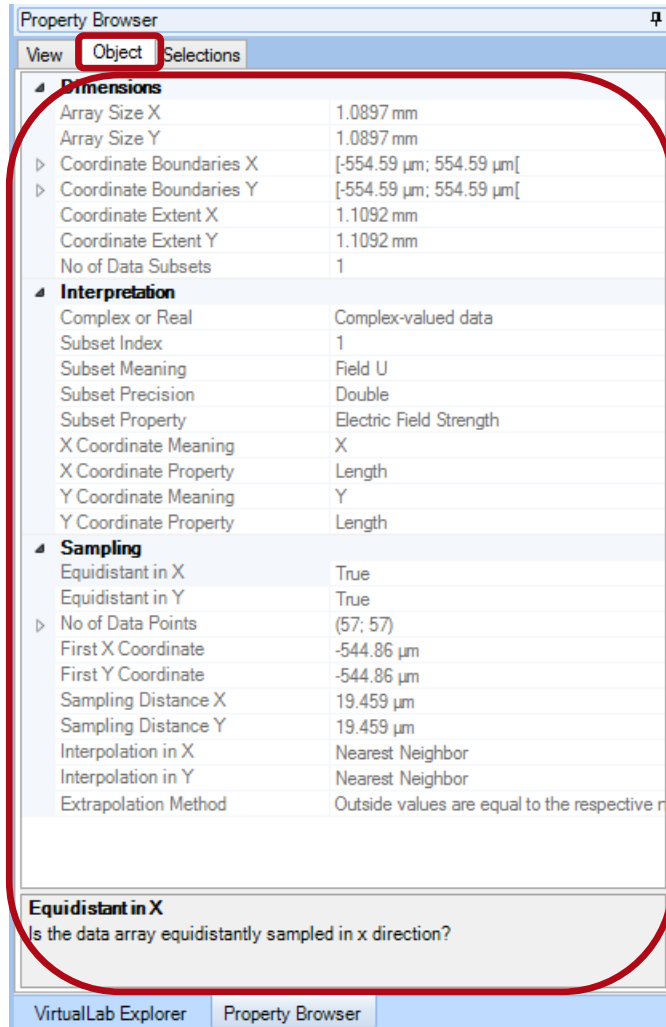 Property Browser
View Object Selections
Dimensions
Array Size X 1.0897 mm
Array Size Y 1.0897 mm
Coordinate Boundaries X [-554.59 µm; 554.59 µm[
Coordinate Boundaries Y [-554.59 µm; 554.59 µm[
Coordinate Extent X 1.1092 mm
Coordinate Extent Y 1.1092 mm
No of Data Subsets 1
Interpretation
Complex or Real Complex-valued data
Subset Index 1
Subset Meaning Field U
Subset Precision Double
Subset Property Electric Field Strength
X Coordinate Meaning X
X Coordinate Property Length
Y Coordinate Meaning Y
Y Coordinate Property Length
Sampling
Equidistant in X True
Equidistant in Y True
No of Data Points (57; 57)
First X Coordinate -544.86 µm
First Y Coordinate -544.86 µm
Sampling Distance X 19.459 µm
Sampling Distance Y 19.459 µm
Interpolation in X Nearest Neighbor
Interpolation in Y Nearest Neighbor
Extrapolation Method Outside values are equal to the respective
Equidistant in X
Is the data array equidistantly sampled in x direction?
VirtualLab Explorer Property Browser